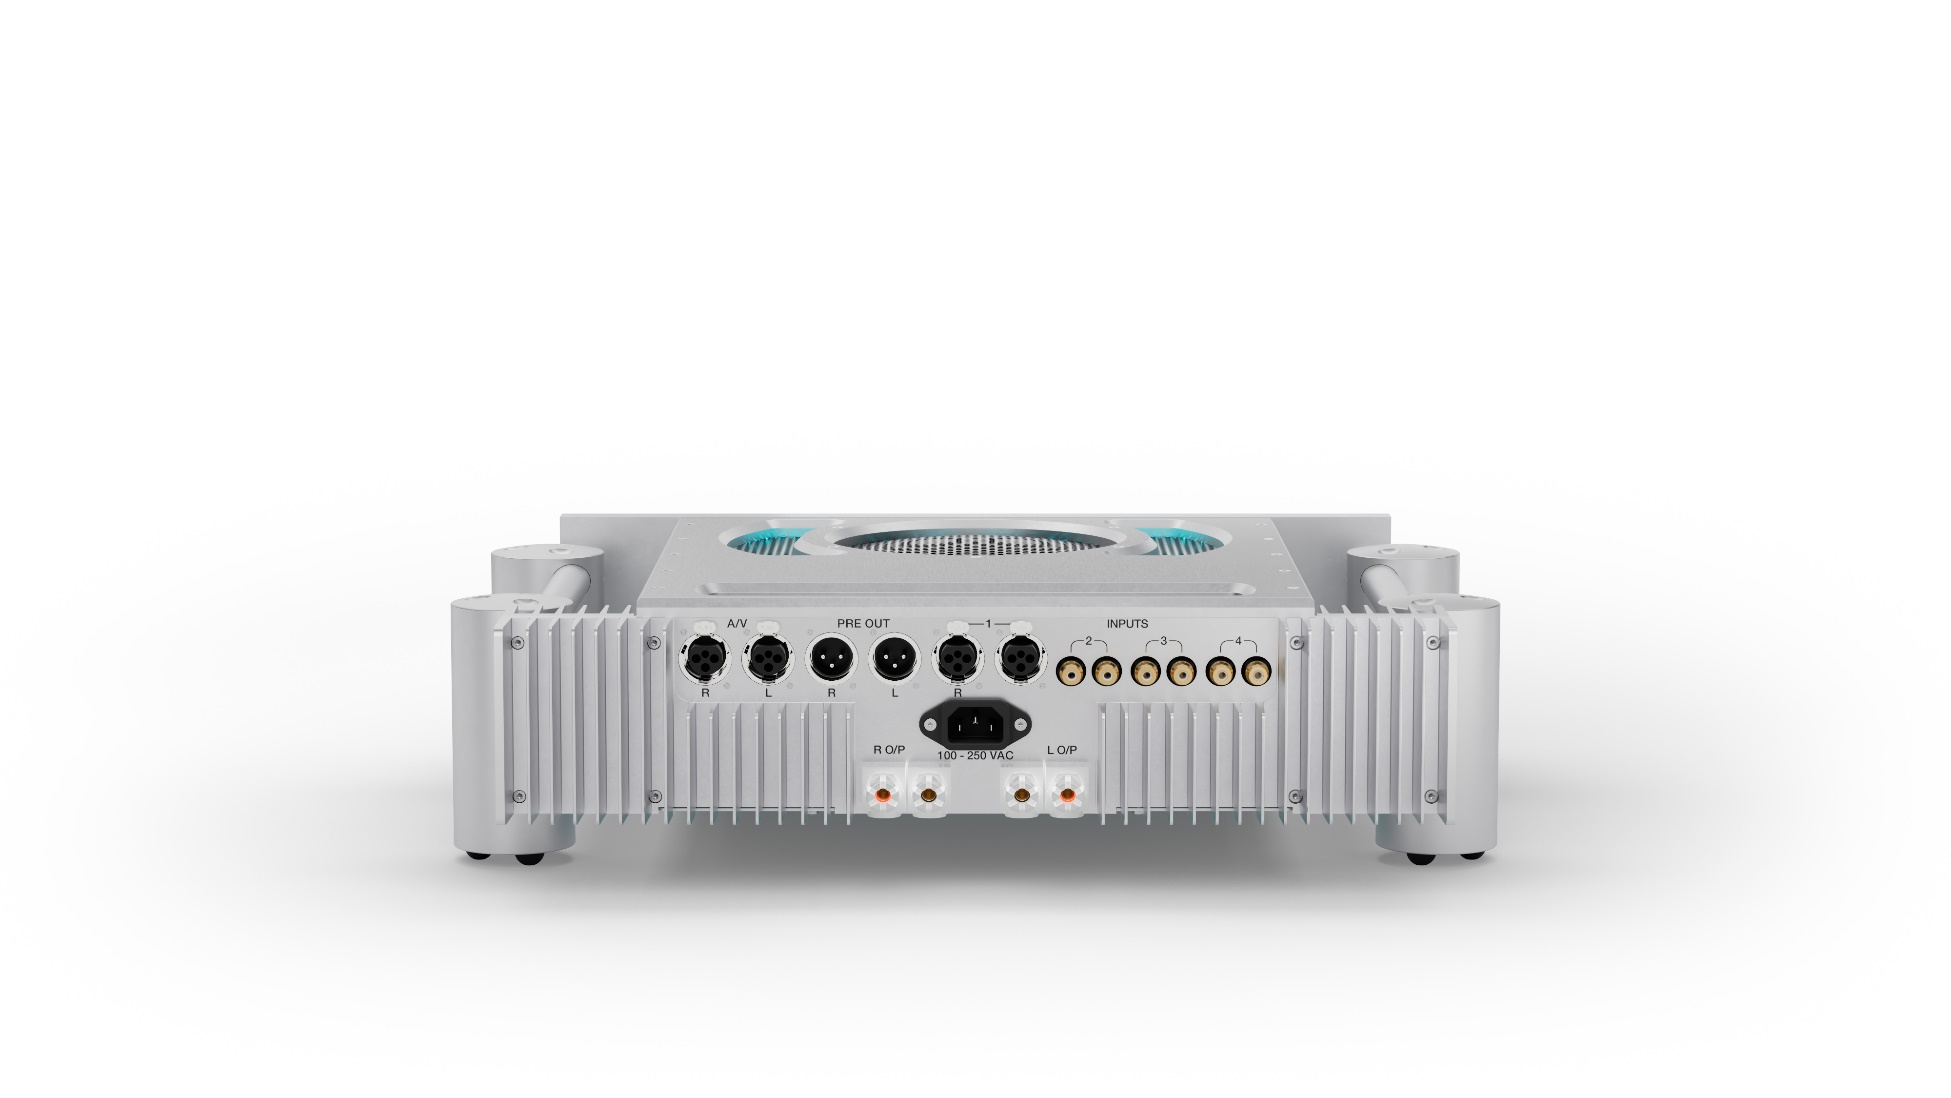 A/V PRE OUT 1 INPUTS
2 3 4
R L R L R
R O/P L O/P
100 - 250 VAC